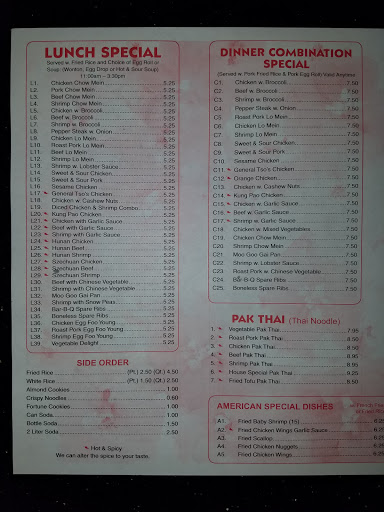 LUNCH SPECIAL
Served w. Fried Rice and Choice of Egg Roll or
Soup (Wonton, Egg Drop or Hot & Sour Soup)
11:00am - 3:30pm
L1. Chicken Chow Mein 5.25
L2. Pork Chow Mein 5.25
L3. Beef Chow Mein 5.25
L4. Shrimp Chow Mein 5.25
L5. Chicken w. Broccoli 5.25
L6. Beef w. Broccoli 5.25
L7. Shrimp w. Broccoli 5.25
L8. Pepper Steak w. Onion 5.25
L9. Chicken Lo Mein 5.25
L10. Roast Pork Lo Mein 5.25
L11. Beef Lo Mein 5.25
L12. Shrimp Lo Mein 5.25
L13. Shrimp w. Lobster Sauce 5.25
L14. Sweet & Sour Chicken 5.25
L15. Sweet & Sour Pork 5.25
L16. Sesame Chicken 5.25
L17. General Tso's Chicken 5.25
L18. Chicken w. Cashew Nuts 5.25
L19. Diced Chicken & Shrimp Combo 5.25
L20. Kung Pao Chicken 5.25
L21. Chicken with Garlic Sauce 5.25
L22. Beef with Garlic Sauce 5.25
L23. Shrimp with Garlic Sauce 5.25
L24. Hunan Chicken 5.25
L25. Hunan Beef 5.25
L26. Hunan Shrimp 5.25
L27. Szechuan Chicken 5.25
L28. Szechuan Beef 5.25
L29. Szechuan Shrimp 5.25
L30. Beef with Chinese Vegetable 5.25
L31. Shrimp with Chinese Vegetable 5.25
L32. Moo Goo Gai Pan 5.25
L33. Shrimp with Snow Peas 5.25
L34. Bar-B-Q Spare Ribs 5.25
L35. Boneless Spare Ribs 5.25
L36. Chicken Egg Foo Young 5.25
L37. Roast Pork Egg Foo Young 5.25
L38. Shrimp Egg Foo Young 5.25
L39. Vegetable Delight 5.25
SIDE ORDER
Fried Rice (Pt.) 2.50 (Qt.) 4.50
White Rice (Pt.) 1.50 (Qt.) 2.50
Almond Cookies 1.00
Crispy Noodles 0.60
Fortune Cookies 1.00
Can Soda 1.00
Bottle Soda 1.50
2 Liter Soda 2.50
Hot & Spicy
We can alter the spice to your taste.
DINNER COMBINATION
SPECIAL
(Served w. Pork Fried Rice & Pork Egg Roll) Valid Anytime
C1. Chicken w. Broccoli 7.50
C2. Beef w. Broccoli 7.50
C3. Shrimp w. Broccoli 7.50
C4. Pepper Steak w. Onion 7.50
C5. Roast Pork Lo Mein 7.50
C6. Chicken Lo Mein 7.50
C7. Shrimp Lo Mein 7.50
C8. Sweet & Sour Chicken 7.50
C9. Sweet & Sour Pork 7.50
C10. Sesame Chicken 7.50
C11. General Tso's Chicken 7.50
C12. Orange Chicken 7.50
C13. Chicken w. Cashew Nuts 7.50
C14. Kung Pao Chicken 7.50
C15. Chicken w. Garlic Sauce 7.50
C16. Beef w. Garlic Sauce 7.50
C17. Shrimp w. Garlic Sauce 7.50
C18. Chicken w. Mixed Vegetables 7.50
C19. Chicken Chow Mein 7.50
C20. Shrimp Chow Mein 7.50
C21. Moo Goo Gai Pan 7.50
C22. Shrimp w. Lobster Sauce 7.50
C23. Roast Pork w. Chinese Vegetable 7.50
C24. Bar-B-Q Spare Ribs 7.50
C25. Boneless Spare Ribs 7.50
PAK THAI (Thai Noodle)
1. Vegetable Pak Thai 7.95
2. Roast Pork Pak Thai 8.50
3. Chicken Pak Thai 8.50
4. Beef Pak Thai 8.95
5. Shrimp Pak Thai 8.95
6. House Special Pak Thai 8.95
7. Fried Tofu Pak Thai 8.50
AMERICAN SPECIAL DISHES
A1. Fried Baby Shrimp (15)
A2. Fried Chicken Wings Garlic Sauce 6.25
A3. Fried Scallop
A4. Fried Chicken Nuggets
A5. Fried Chicken Wings